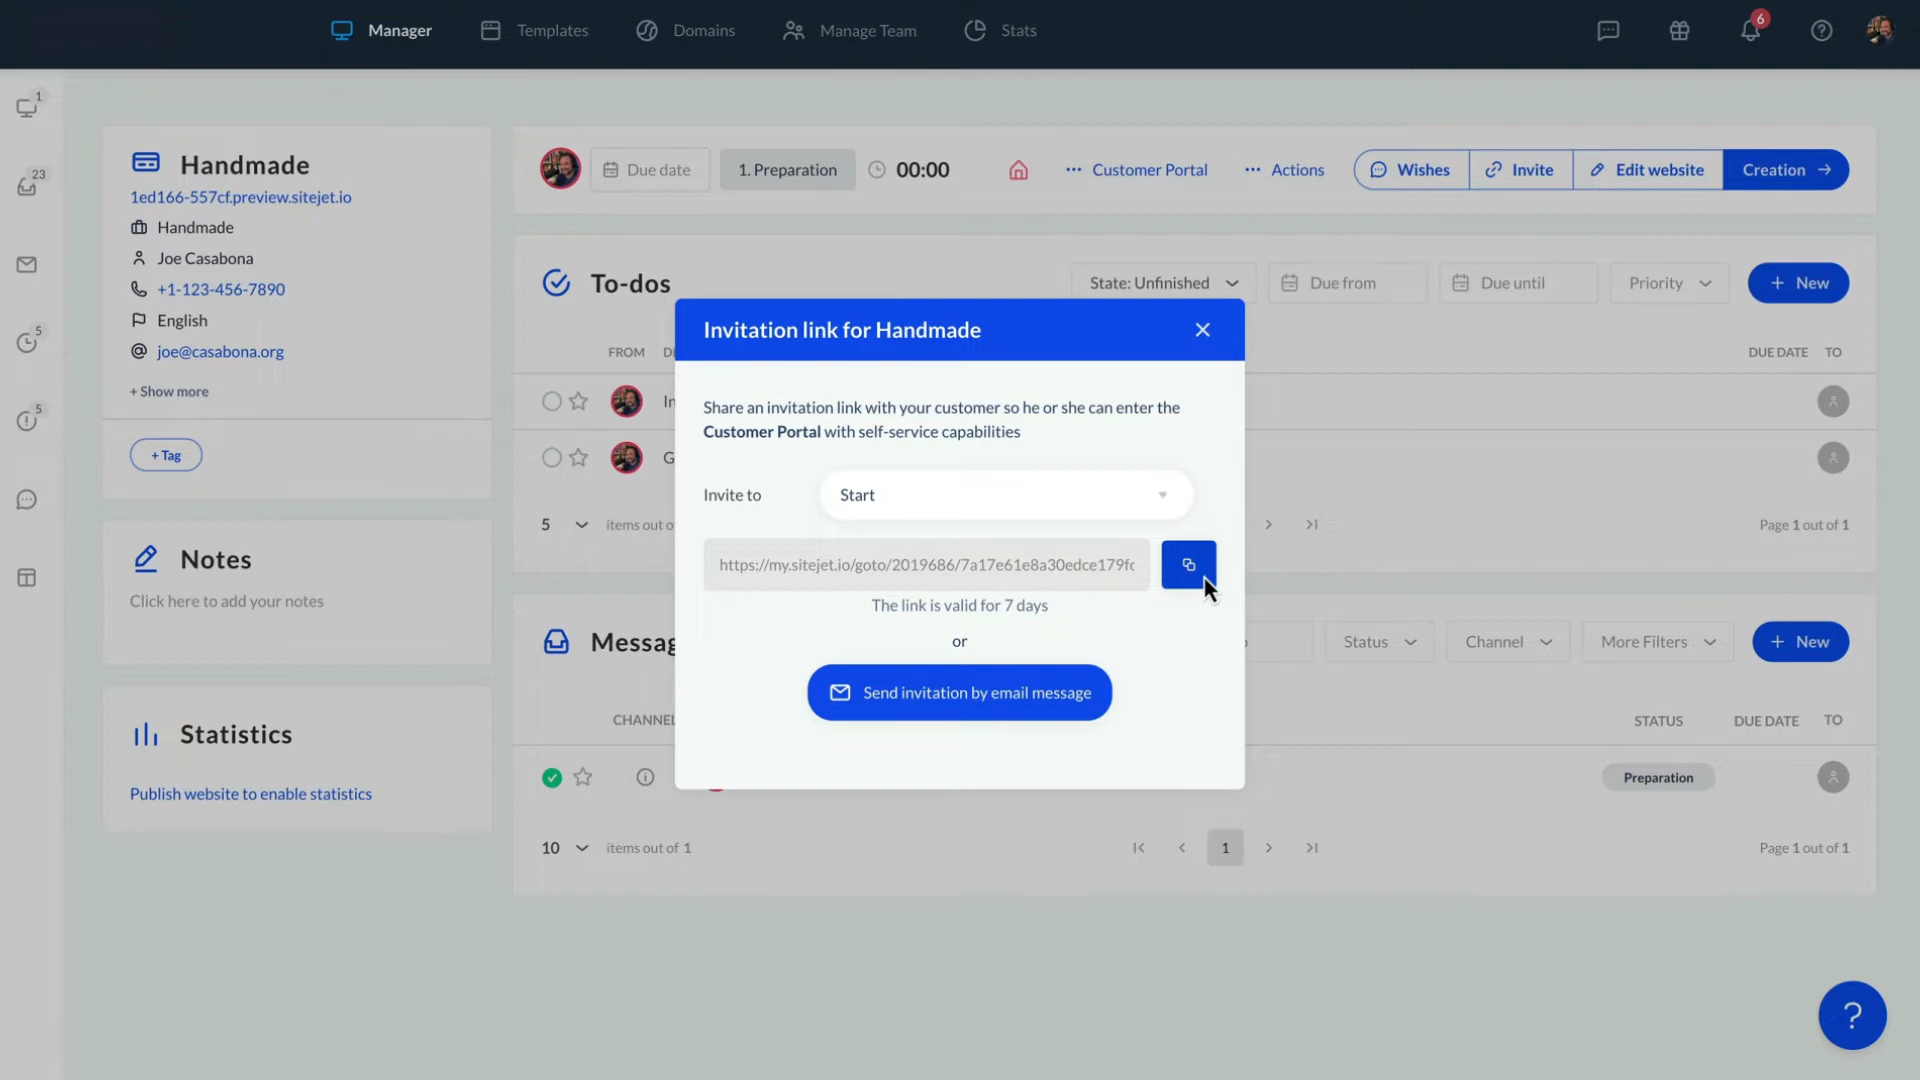 Manager
Templates
Domains
Manage Team
Stats
6
1
23
5
5
Handmade
1ed166-557cf.preview.sitejet.io
Handmade
Joe Casabona
+1-123-456-7890
English
joe@casabona.org
+ Show more
+ Tag
Notes
Click here to add your notes
Statistics
Publish website to enable statistics
Due date
1. Preparation
00:00
Customer Portal
Actions
Wishes
Invite
Edit website
Creation
To-dos
State: Unfinished
Due from
Due until
Priority
+ New
FROM
DUE DATE
TO
5
items out o
Page 1 out of 1
Invitation link for Handmade
Share an invitation link with your customer so he or she can enter the
Customer Portal with self-service capabilities
Invite to
Start
https://my.sitejet.io/goto/2019686/7a17e61e8a30edce179fc
The link is valid for 7 days
or
Send invitation by email message
Messag
Status
Channel
More Filters
+ New
CHANNEL
STATUS
DUE DATE
TO
Preparation
10
items out of 1
1
Page 1 out of 1
?